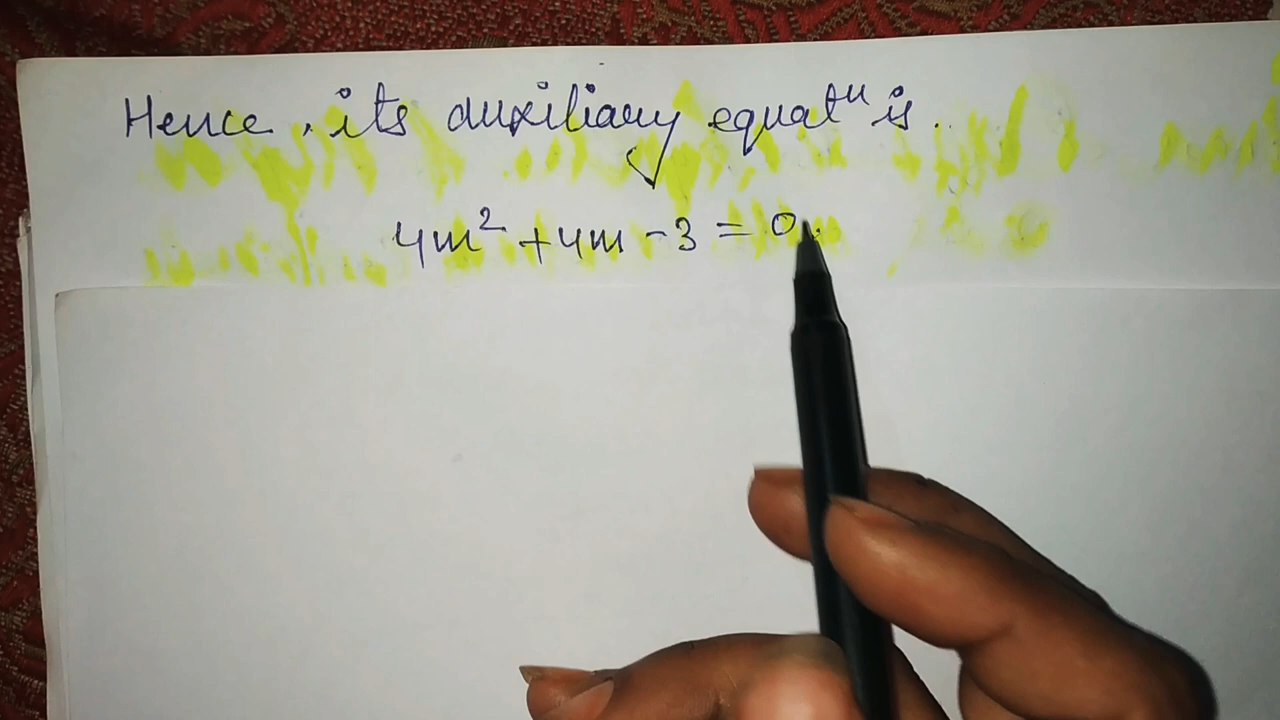 Hence, its auxiliary equatⁿ is.
4m² + 4m - 3 = 0.